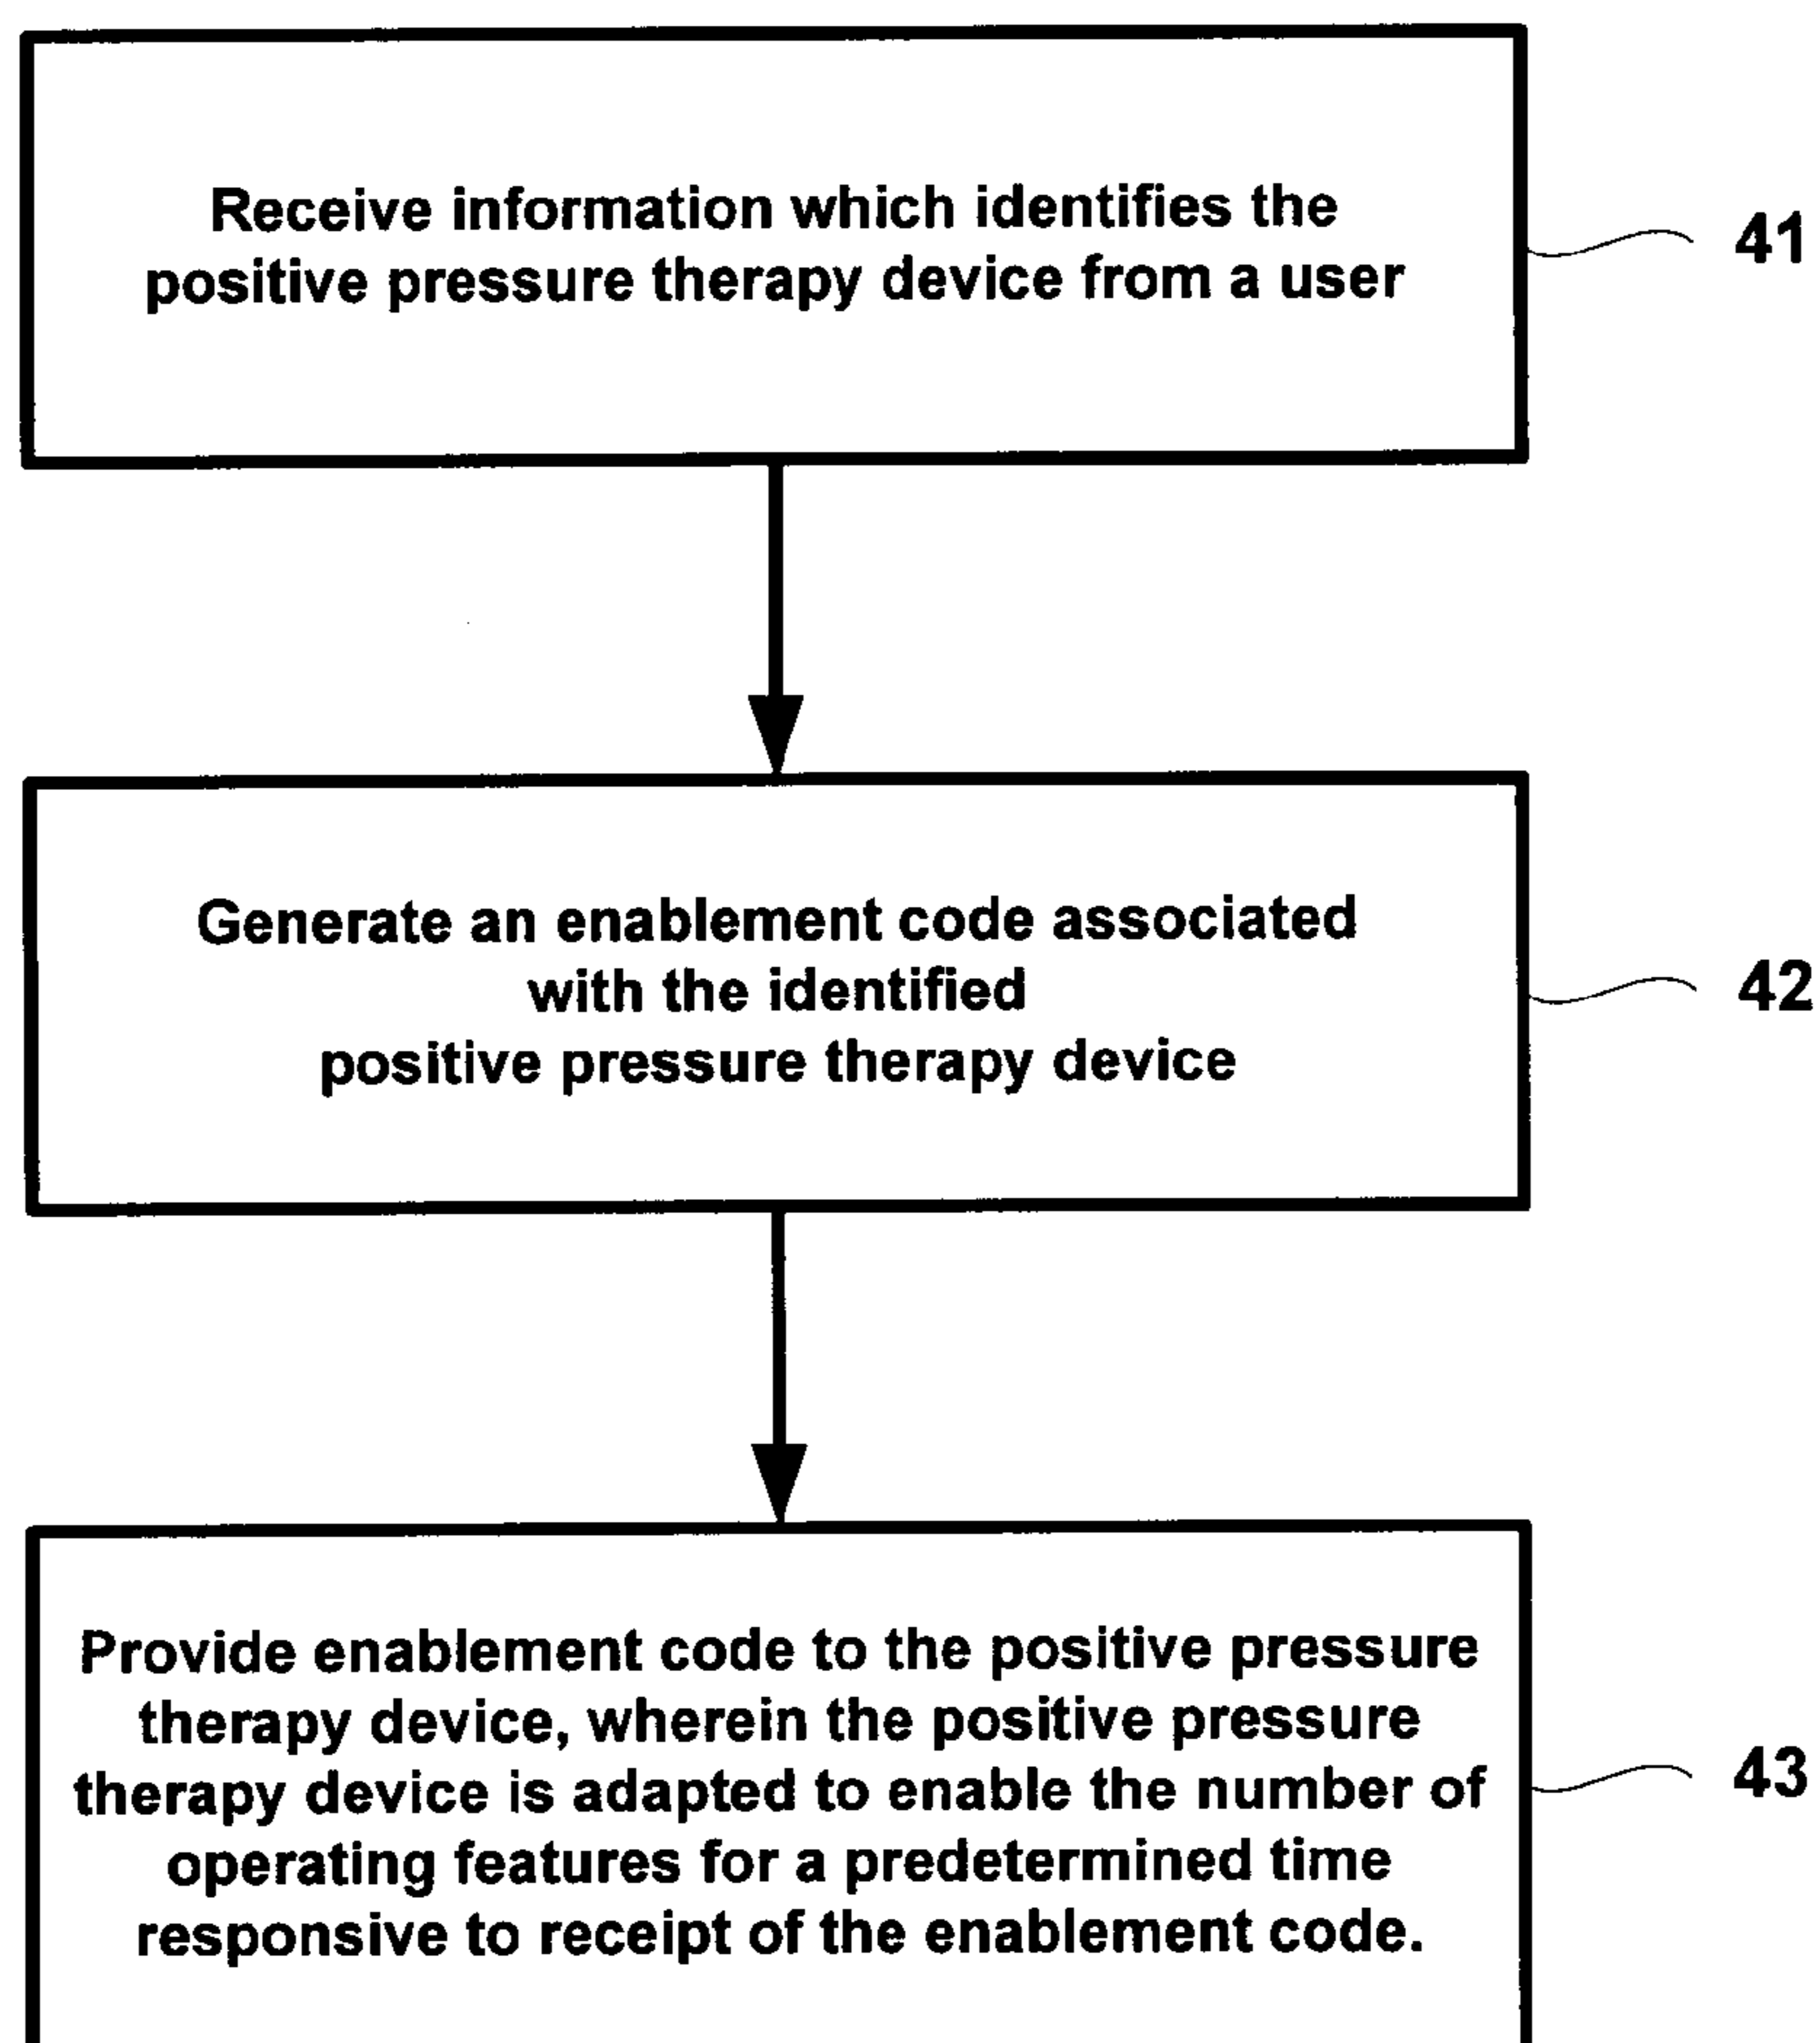 Receive information which identifies the
positive pressure therapy device from a user
41
Generate an enablement code associated
with the identified
positive pressure therapy device
42
Provide enablement code to the positive pressure
therapy device, wherein the positive pressure
therapy device is adapted to enable the number of
operating features for a predetermined time
responsive to receipt of the enablement code.
43